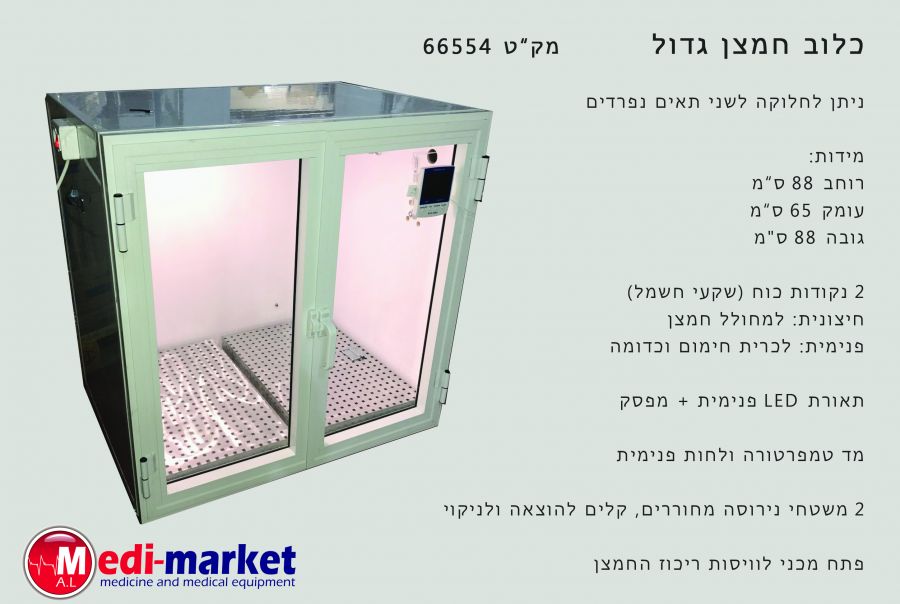 כלוב חמצן גדול
מק“ט 66554
ניתן לחלוקה לשני תאים נפרדים
מידות:
רוחב 88 ס“מ
עומק 65 ס“מ
גובה 88 ס"מ
2 נקודות כוח (שקעי חשמל)
חיצונית: למחולל חמצן
פנימית: לכרית חימום וכדומה
תאורת LED פנימית + מפסק
מד טמפרטורה ולחות פנימית
2 משטחי נירוסה מחוררים, קלים להוצאה ולניקוי
פתח מכני לוויסות ריכוז החמצן
Medi-market
A.L
medicine and medical equipment